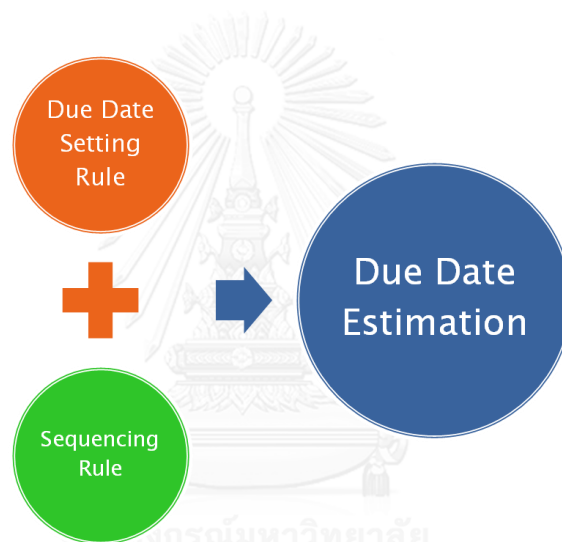 Due Date
Setting
Rule
Due Date
Estimation
Sequencing
Rule